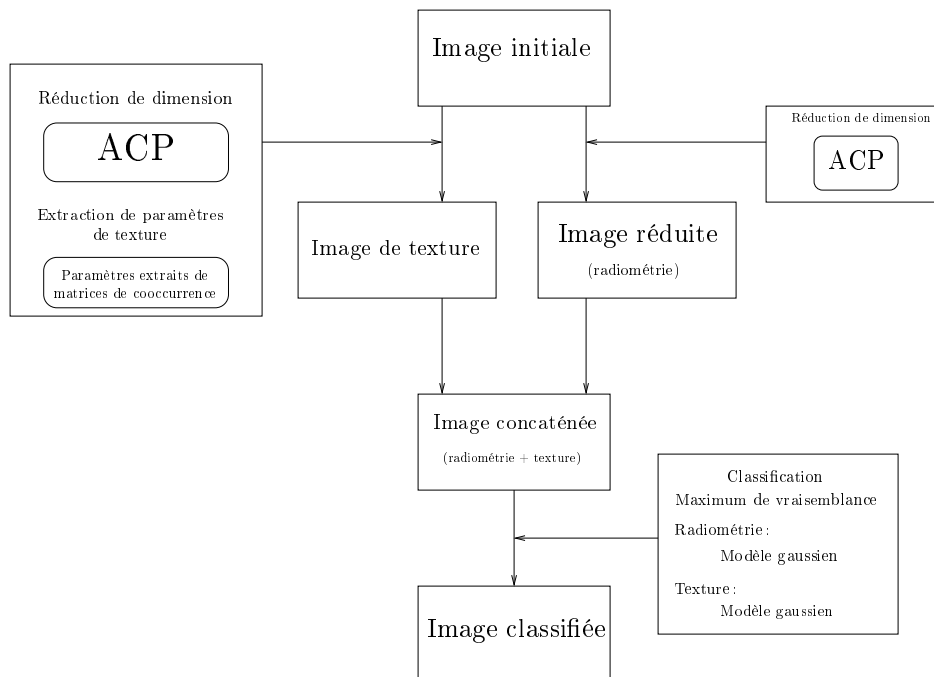 Image initiale
Réduction de dimension
ACP
Extraction de paramètres
de texture
Paramètres extraits de
matrices de cooccurrence
Réduction de dimension
ACP
Image de texture
Image réduite
(radiométrie)
Image concaténée
(radiométrie + texture)
Classification
Maximum de vraisemblance
Radiométrie :
Modèle gaussien
Texture :
Modèle gaussien
Image classifiée